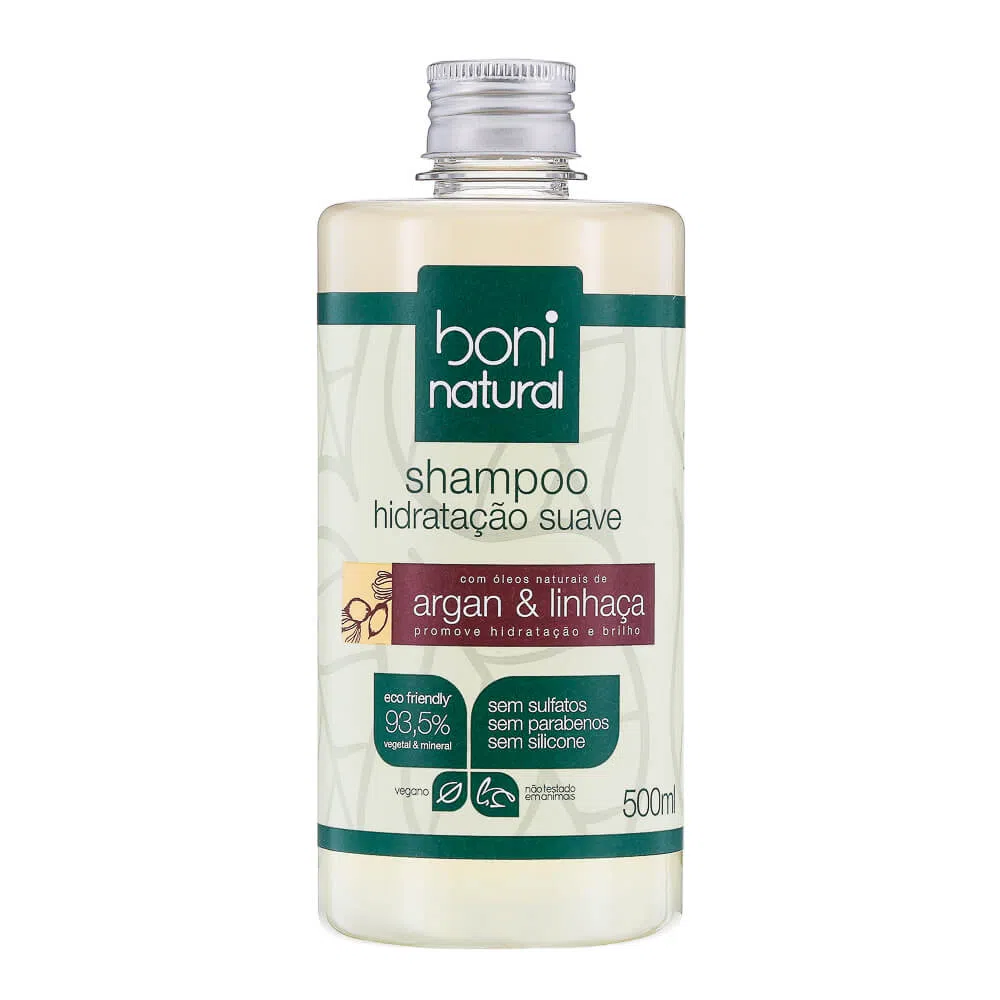 boni
natural
shampoo
hidratação suave
com óleos naturais de
argan & linhaça
promove hidratação e brilho
eco friendly*
93,5%
vegetal & mineral
sem sulfatos
sem parabenos
sem silicone
vegano
não testado
em animais
500ml